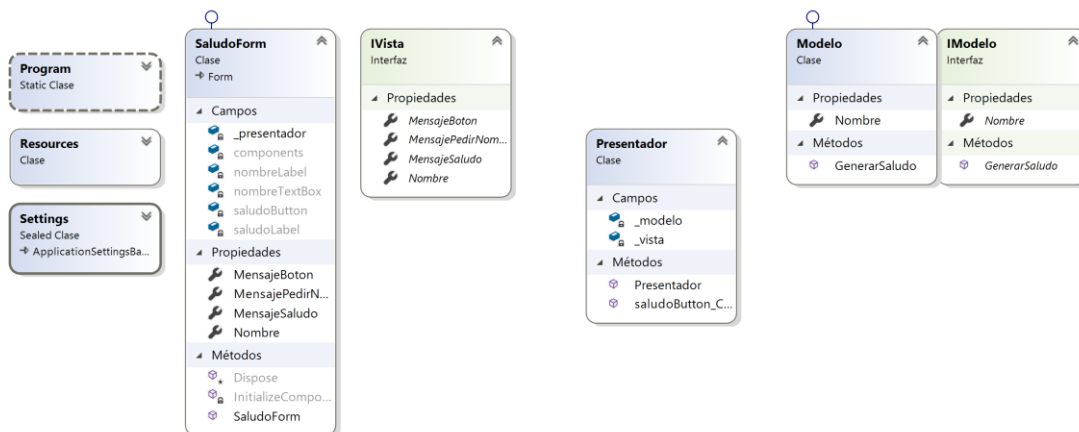 Program
Static Clase
Resources
Clase
Settings
Sealed Clase
ApplicationSettingsBa...
SaludoForm
Clase
Form
Campos
_presentador
components
nombreLabel
nombreTextBox
saludoButton
saludoLabel
Propiedades
MensajeBoton
MensajePedirN...
MensajeSaludo
Nombre
Métodos
Dispose
InitializeCompo...
SaludoForm
IVista
Interfaz
Propiedades
MensajeBoton
MensajePedirNom...
MensajeSaludo
Nombre
Presentador
Clase
Campos
_modelo
_vista
Métodos
Presentador
saludoButton_C...
Modelo
Clase
Propiedades
Nombre
Métodos
GenerarSaludo
IModelo
Interfaz
Propiedades
Nombre
Métodos
GenerarSaludo